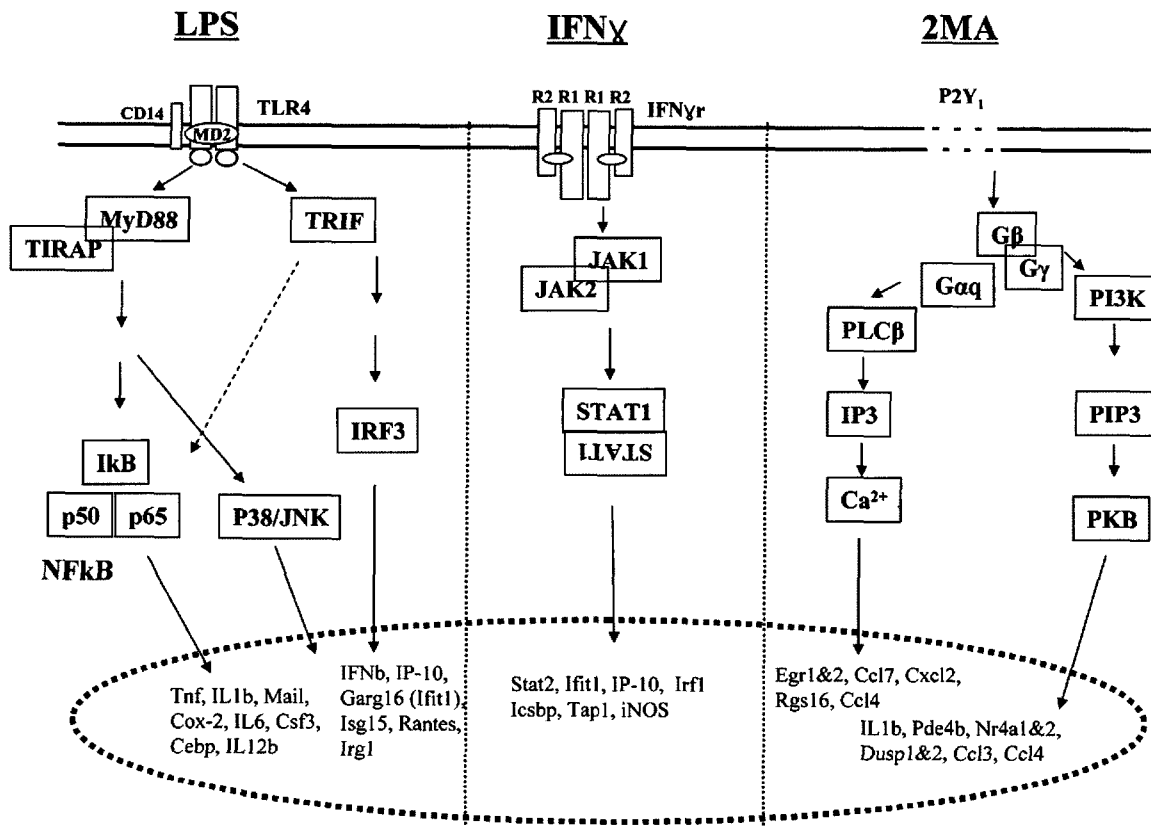 LPS
IFNɣ
2MA
CD14
TLR4
MD2
R2 R1 R1 R2
IFNɣr
P2Y₁
MyD88
TIRAP
TRIF
JAK1
JAK2
Gβ
Gγ
Gαq
PI3K
PLCβ
IRF3
STAT1
STAT1
IP3
PIP3
IkB
p50
p65
P38/JNK
Ca²⁺
PKB
NFkB
Tnf, IL1b, Mail,
Cox-2, IL6, Csf3,
Cebp, IL12b
IFNb, IP-10,
Garg16 (Ifit1),
Isg15, Rantes,
Irg1
Stat2, Ifit1, IP-10, Irf1
Icsbp, Tap1, iNOS
Egr1&2, Ccl7, Cxcl2,
Rgs16, Ccl4
IL1b, Pde4b, Nr4a1&2,
Dusp1&2, Ccl3, Ccl4